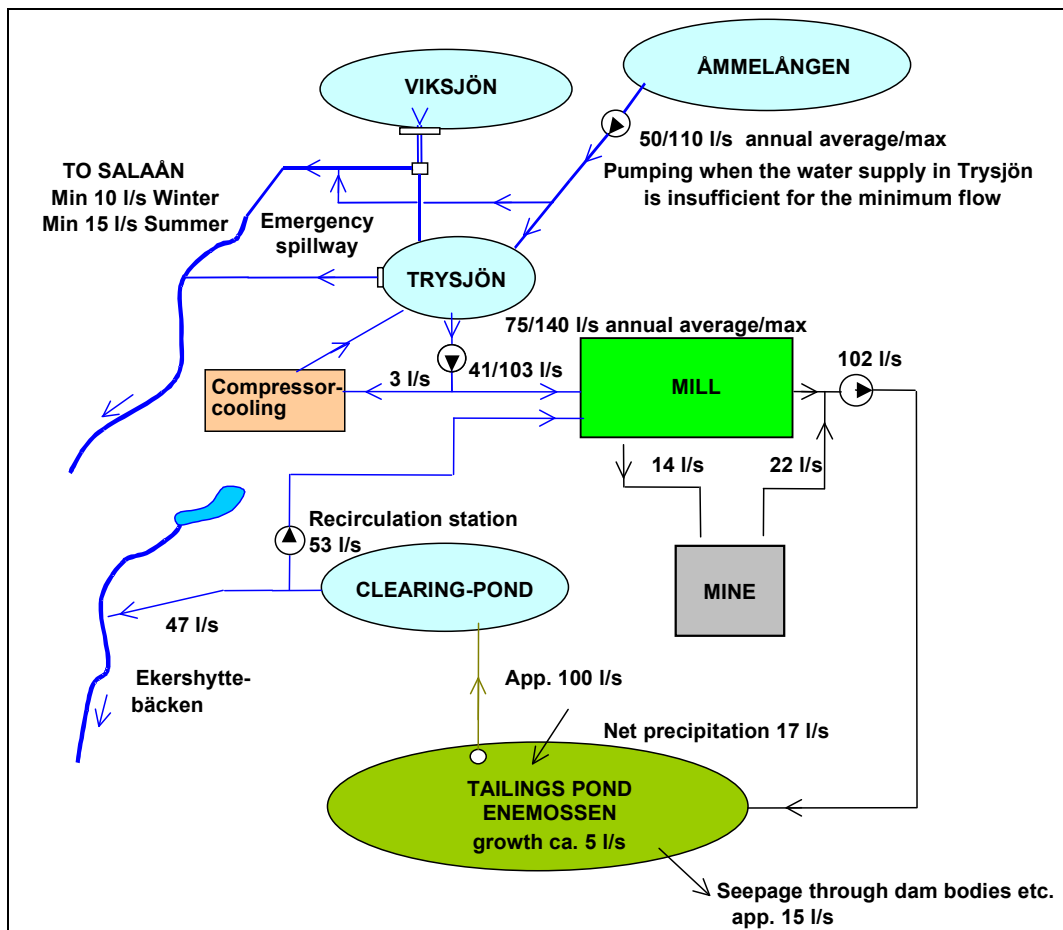 VIKSJÖN
ÅMMELÅNGEN
50/110 l/s annual average/max
Pumping when the water supply in Trysjön
is insufficient for the minimum flow
TO SALAÅN
Min 10 l/s Winter
Min 15 l/s Summer
Emergency
spillway
TRYSJÖN
75/140 l/s annual average/max
41/103 l/s
3 l/s
Compressor-
cooling
MILL
102 l/s
14 l/s
22 l/s
Recirculation station
53 l/s
CLEARING-POND
MINE
47 l/s
Ekershytte-
bäcken
App. 100 l/s
Net precipitation 17 l/s
TAILINGS POND
ENEMOSSEN
growth ca. 5 l/s
Seepage through dam bodies etc.
app. 15 l/s